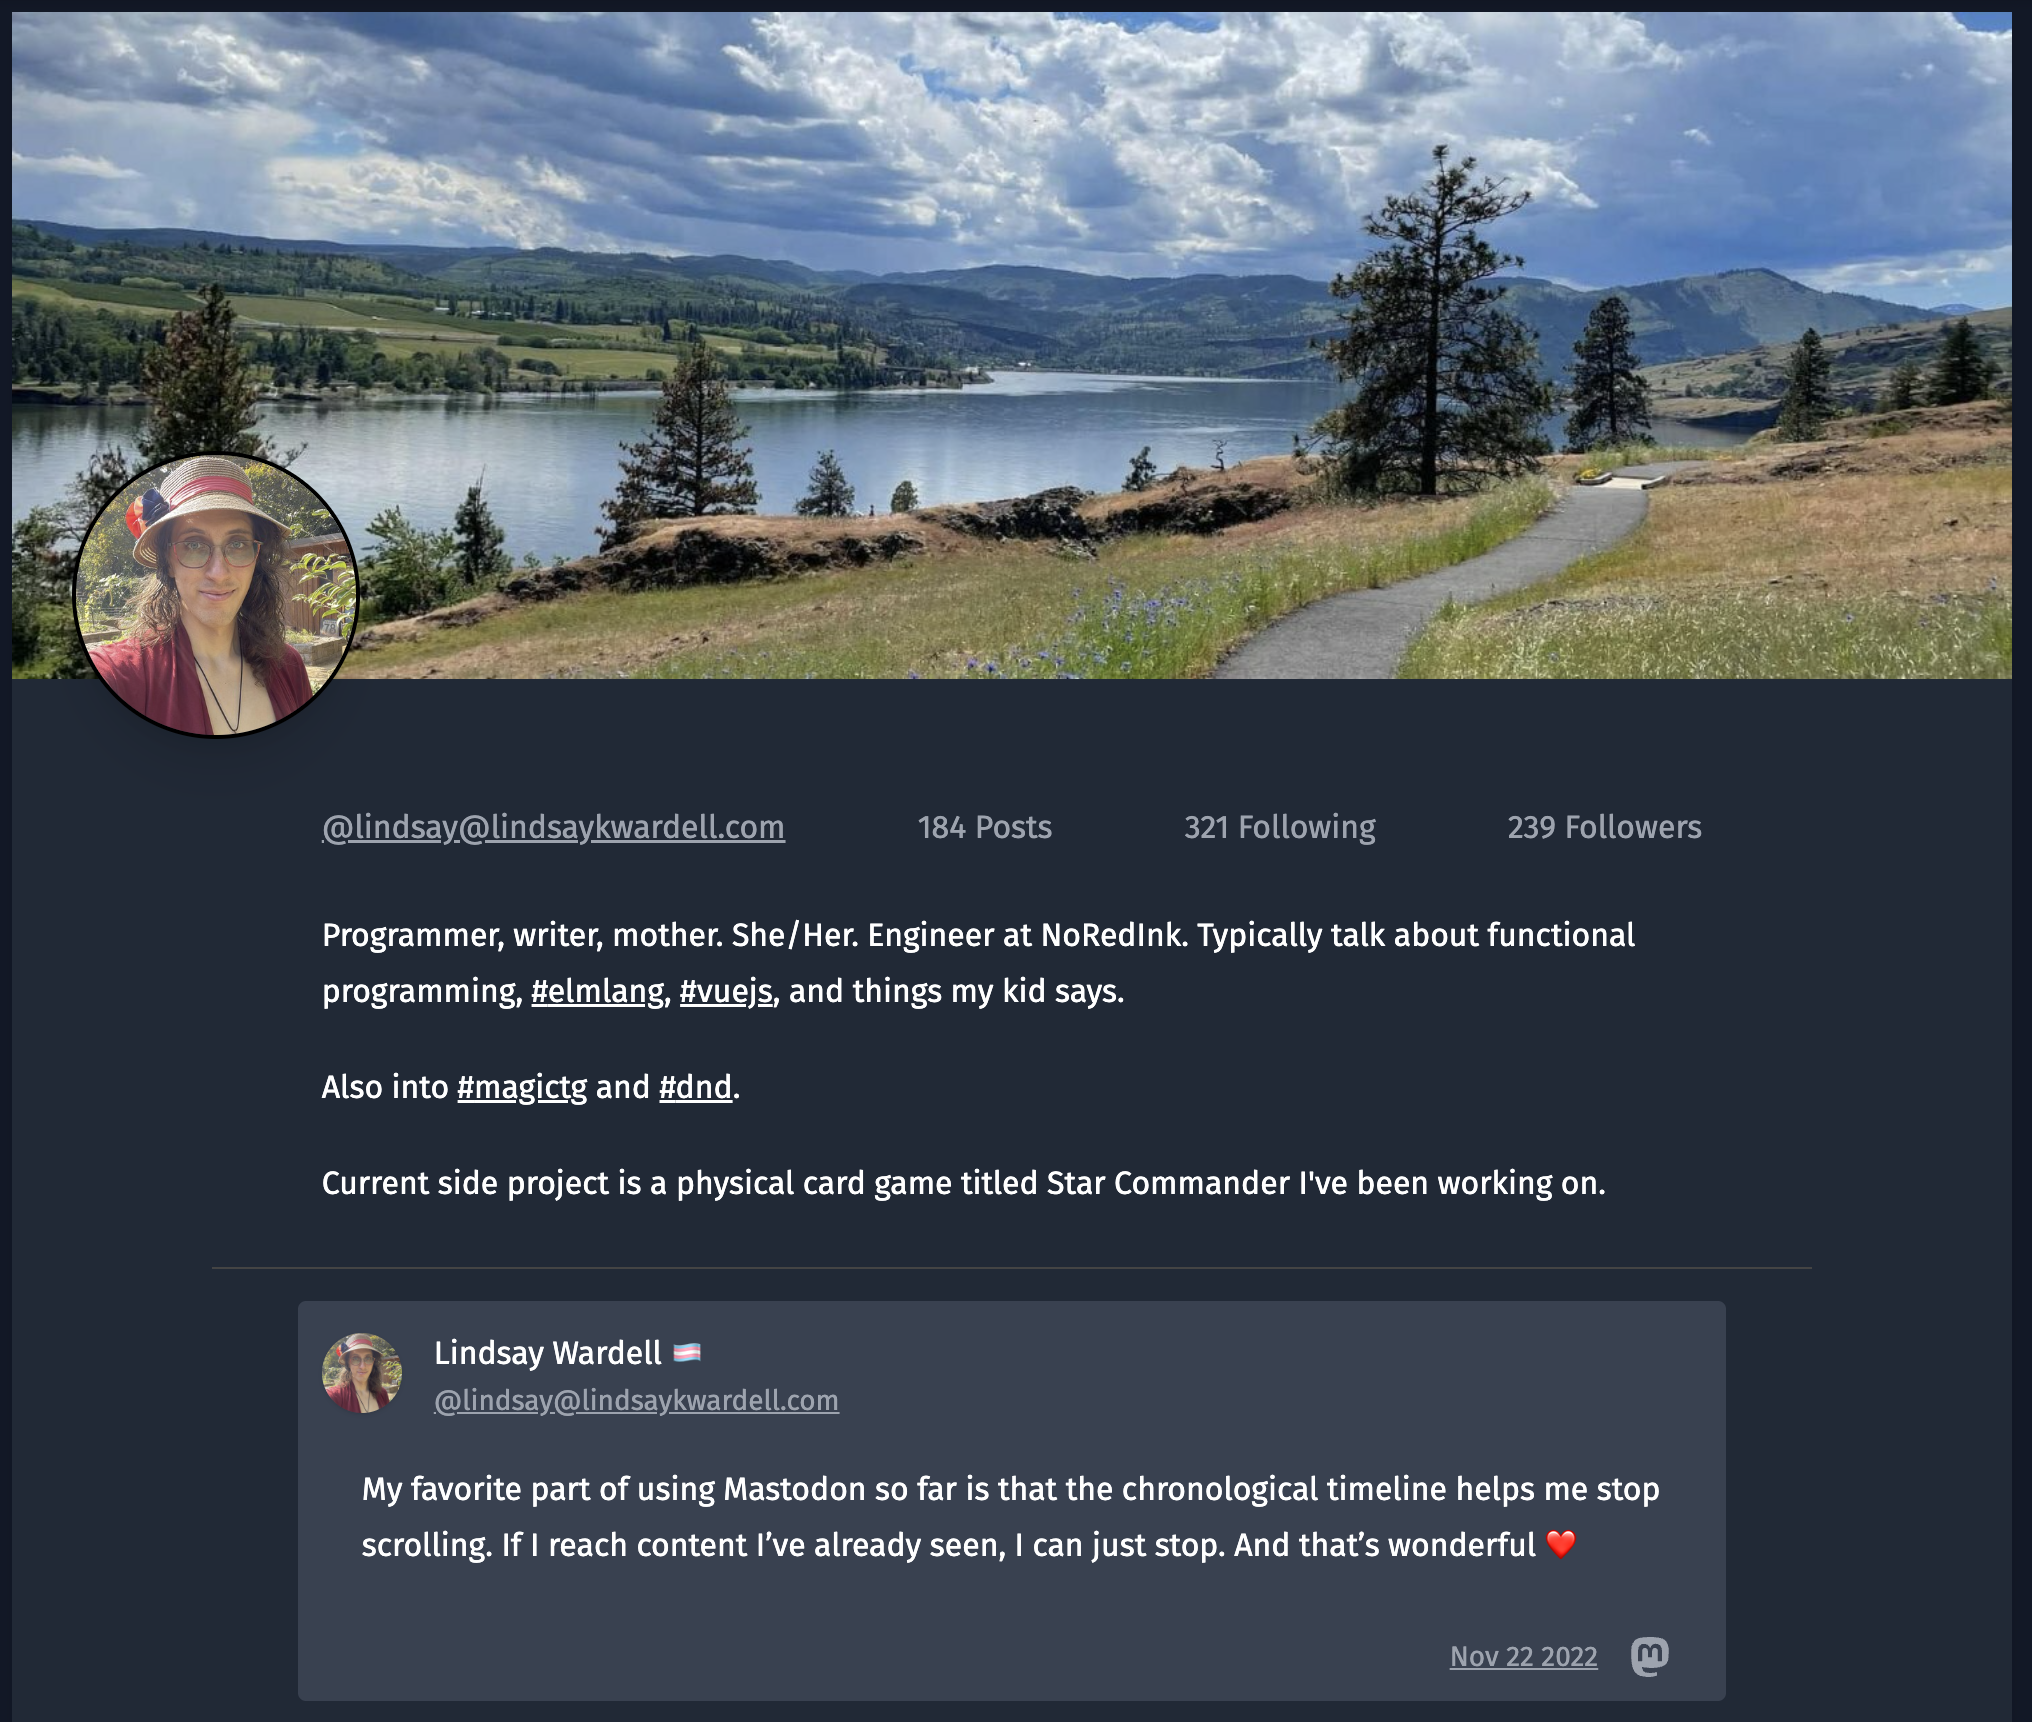 @lindsay@lindsaykwardell.com 184 Posts 321 Following 239 Followers
Programmer, writer, mother. She/Her. Engineer at NoRedInk. Typically talk about functional
programming, #elmlang, #vuejs, and things my kid says.
Also into #magictg and #dnd.
Current side project is a physical card game titled Star Commander I've been working on.
Lindsay Wardell 🏳️‍⚧️
@lindsay@lindsaykwardell.com
My favorite part of using Mastodon so far is that the chronological timeline helps me stop
scrolling. If I reach content I’ve already seen, I can just stop. And that’s wonderful ❤️
Nov 22 2022